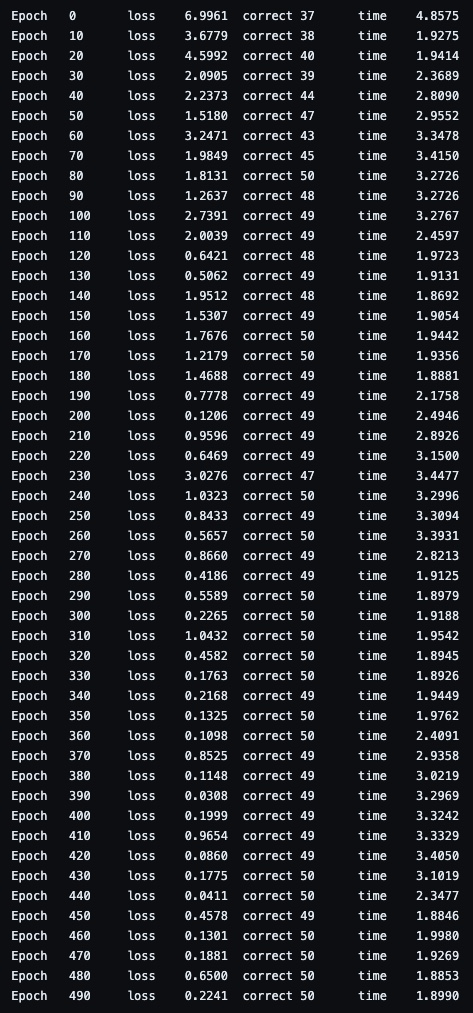 Epoch 0 loss 6.9961 correct 37 time 4.8575
Epoch 10 loss 3.6779 correct 38 time 1.9275
Epoch 20 loss 4.5992 correct 40 time 1.9414
Epoch 30 loss 2.0905 correct 39 time 2.3689
Epoch 40 loss 2.2373 correct 44 time 2.8090
Epoch 50 loss 1.5180 correct 47 time 2.9552
Epoch 60 loss 3.2471 correct 43 time 3.3478
Epoch 70 loss 1.9849 correct 45 time 3.4150
Epoch 80 loss 1.8131 correct 50 time 3.2726
Epoch 90 loss 1.2637 correct 48 time 3.2726
Epoch 100 loss 2.7391 correct 49 time 3.2767
Epoch 110 loss 2.0039 correct 49 time 2.4597
Epoch 120 loss 0.6421 correct 48 time 1.9723
Epoch 130 loss 0.5062 correct 49 time 1.9131
Epoch 140 loss 1.9512 correct 48 time 1.8692
Epoch 150 loss 1.5307 correct 49 time 1.9054
Epoch 160 loss 1.7676 correct 50 time 1.9442
Epoch 170 loss 1.2179 correct 50 time 1.9356
Epoch 180 loss 1.4688 correct 49 time 1.8881
Epoch 190 loss 0.7778 correct 49 time 2.1758
Epoch 200 loss 0.1206 correct 49 time 2.4946
Epoch 210 loss 0.9596 correct 49 time 2.8926
Epoch 220 loss 0.6469 correct 49 time 3.1500
Epoch 230 loss 3.0276 correct 47 time 3.4477
Epoch 240 loss 1.0323 correct 50 time 3.2996
Epoch 250 loss 0.8433 correct 49 time 3.3094
Epoch 260 loss 0.5657 correct 50 time 3.3931
Epoch 270 loss 0.8660 correct 49 time 2.8213
Epoch 280 loss 0.4186 correct 49 time 1.9125
Epoch 290 loss 0.5589 correct 50 time 1.8979
Epoch 300 loss 0.2265 correct 50 time 1.9188
Epoch 310 loss 1.0432 correct 50 time 1.9542
Epoch 320 loss 0.4582 correct 50 time 1.8945
Epoch 330 loss 0.1763 correct 50 time 1.8926
Epoch 340 loss 0.2168 correct 49 time 1.9449
Epoch 350 loss 0.1325 correct 50 time 1.9762
Epoch 360 loss 0.1098 correct 50 time 2.4091
Epoch 370 loss 0.8525 correct 49 time 2.9358
Epoch 380 loss 0.1148 correct 49 time 3.0219
Epoch 390 loss 0.0308 correct 49 time 3.2969
Epoch 400 loss 0.1999 correct 49 time 3.3242
Epoch 410 loss 0.9654 correct 49 time 3.3329
Epoch 420 loss 0.0860 correct 49 time 3.4050
Epoch 430 loss 0.1775 correct 50 time 3.1019
Epoch 440 loss 0.0411 correct 50 time 2.3477
Epoch 450 loss 0.4578 correct 49 time 1.8846
Epoch 460 loss 0.1301 correct 50 time 1.9980
Epoch 470 loss 0.1881 correct 50 time 1.9269
Epoch 480 loss 0.6500 correct 50 time 1.8853
Epoch 490 loss 0.2241 correct 50 time 1.8990